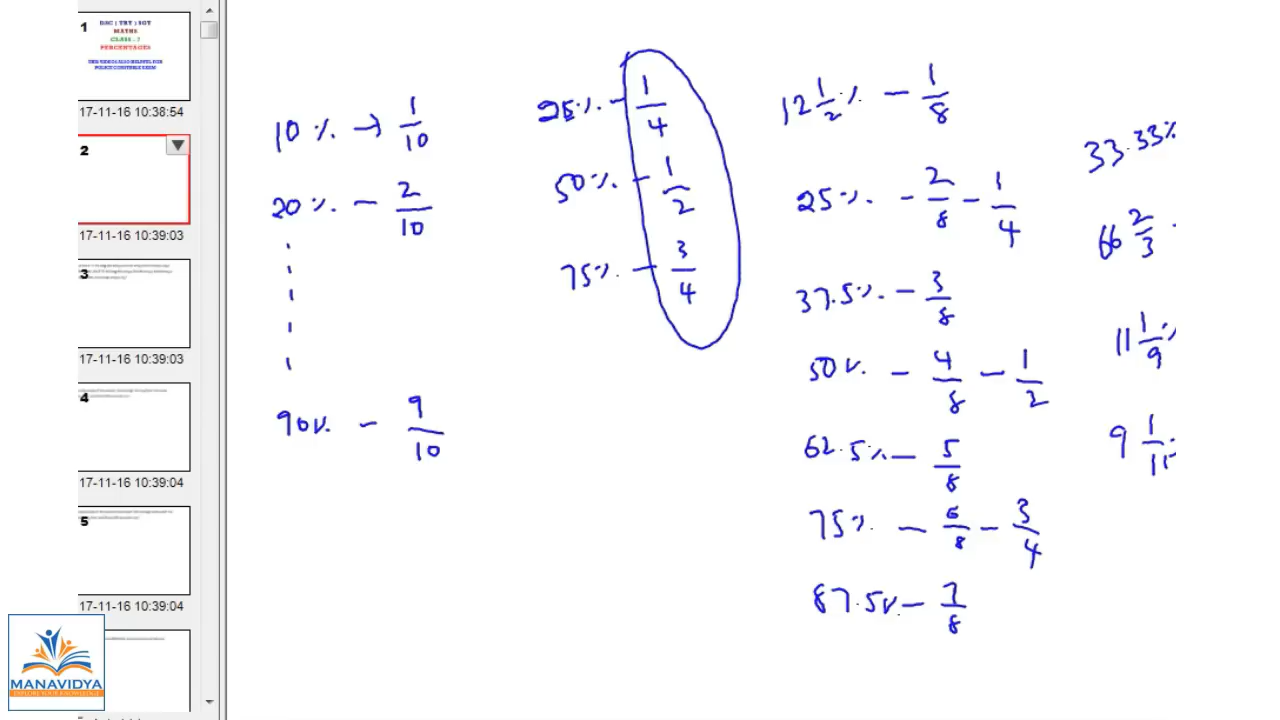 1
DSC ( TRT ) SGT
MATHS
CLASS - 7
PERCENTAGES
THIS VIDEO ALSO HELPFUL FOR
POLICE CONSTABLE EXAM
17-11-16 10:38:54
2
17-11-16 10:39:03
3
17-11-16 10:39:03
4
17-11-16 10:39:04
5
17-11-16 10:39:04
MANAVIDYA
EXPLORE YOUR KNOWLEDGE
10 % → 1/10
20 % - 2/10
90% - 9/10
25% - 1/4
50% - 1/2
75% - 3/4
12 1/2 % - 1/8
25% - 2/8 - 1/4
37.5% - 3/8
50% - 4/8 - 1/2
62.5% - 5/8
75% - 6/8 - 3/4
87.5% - 7/8
33.33%
66 2/3
11 1/9 %
9 1/11